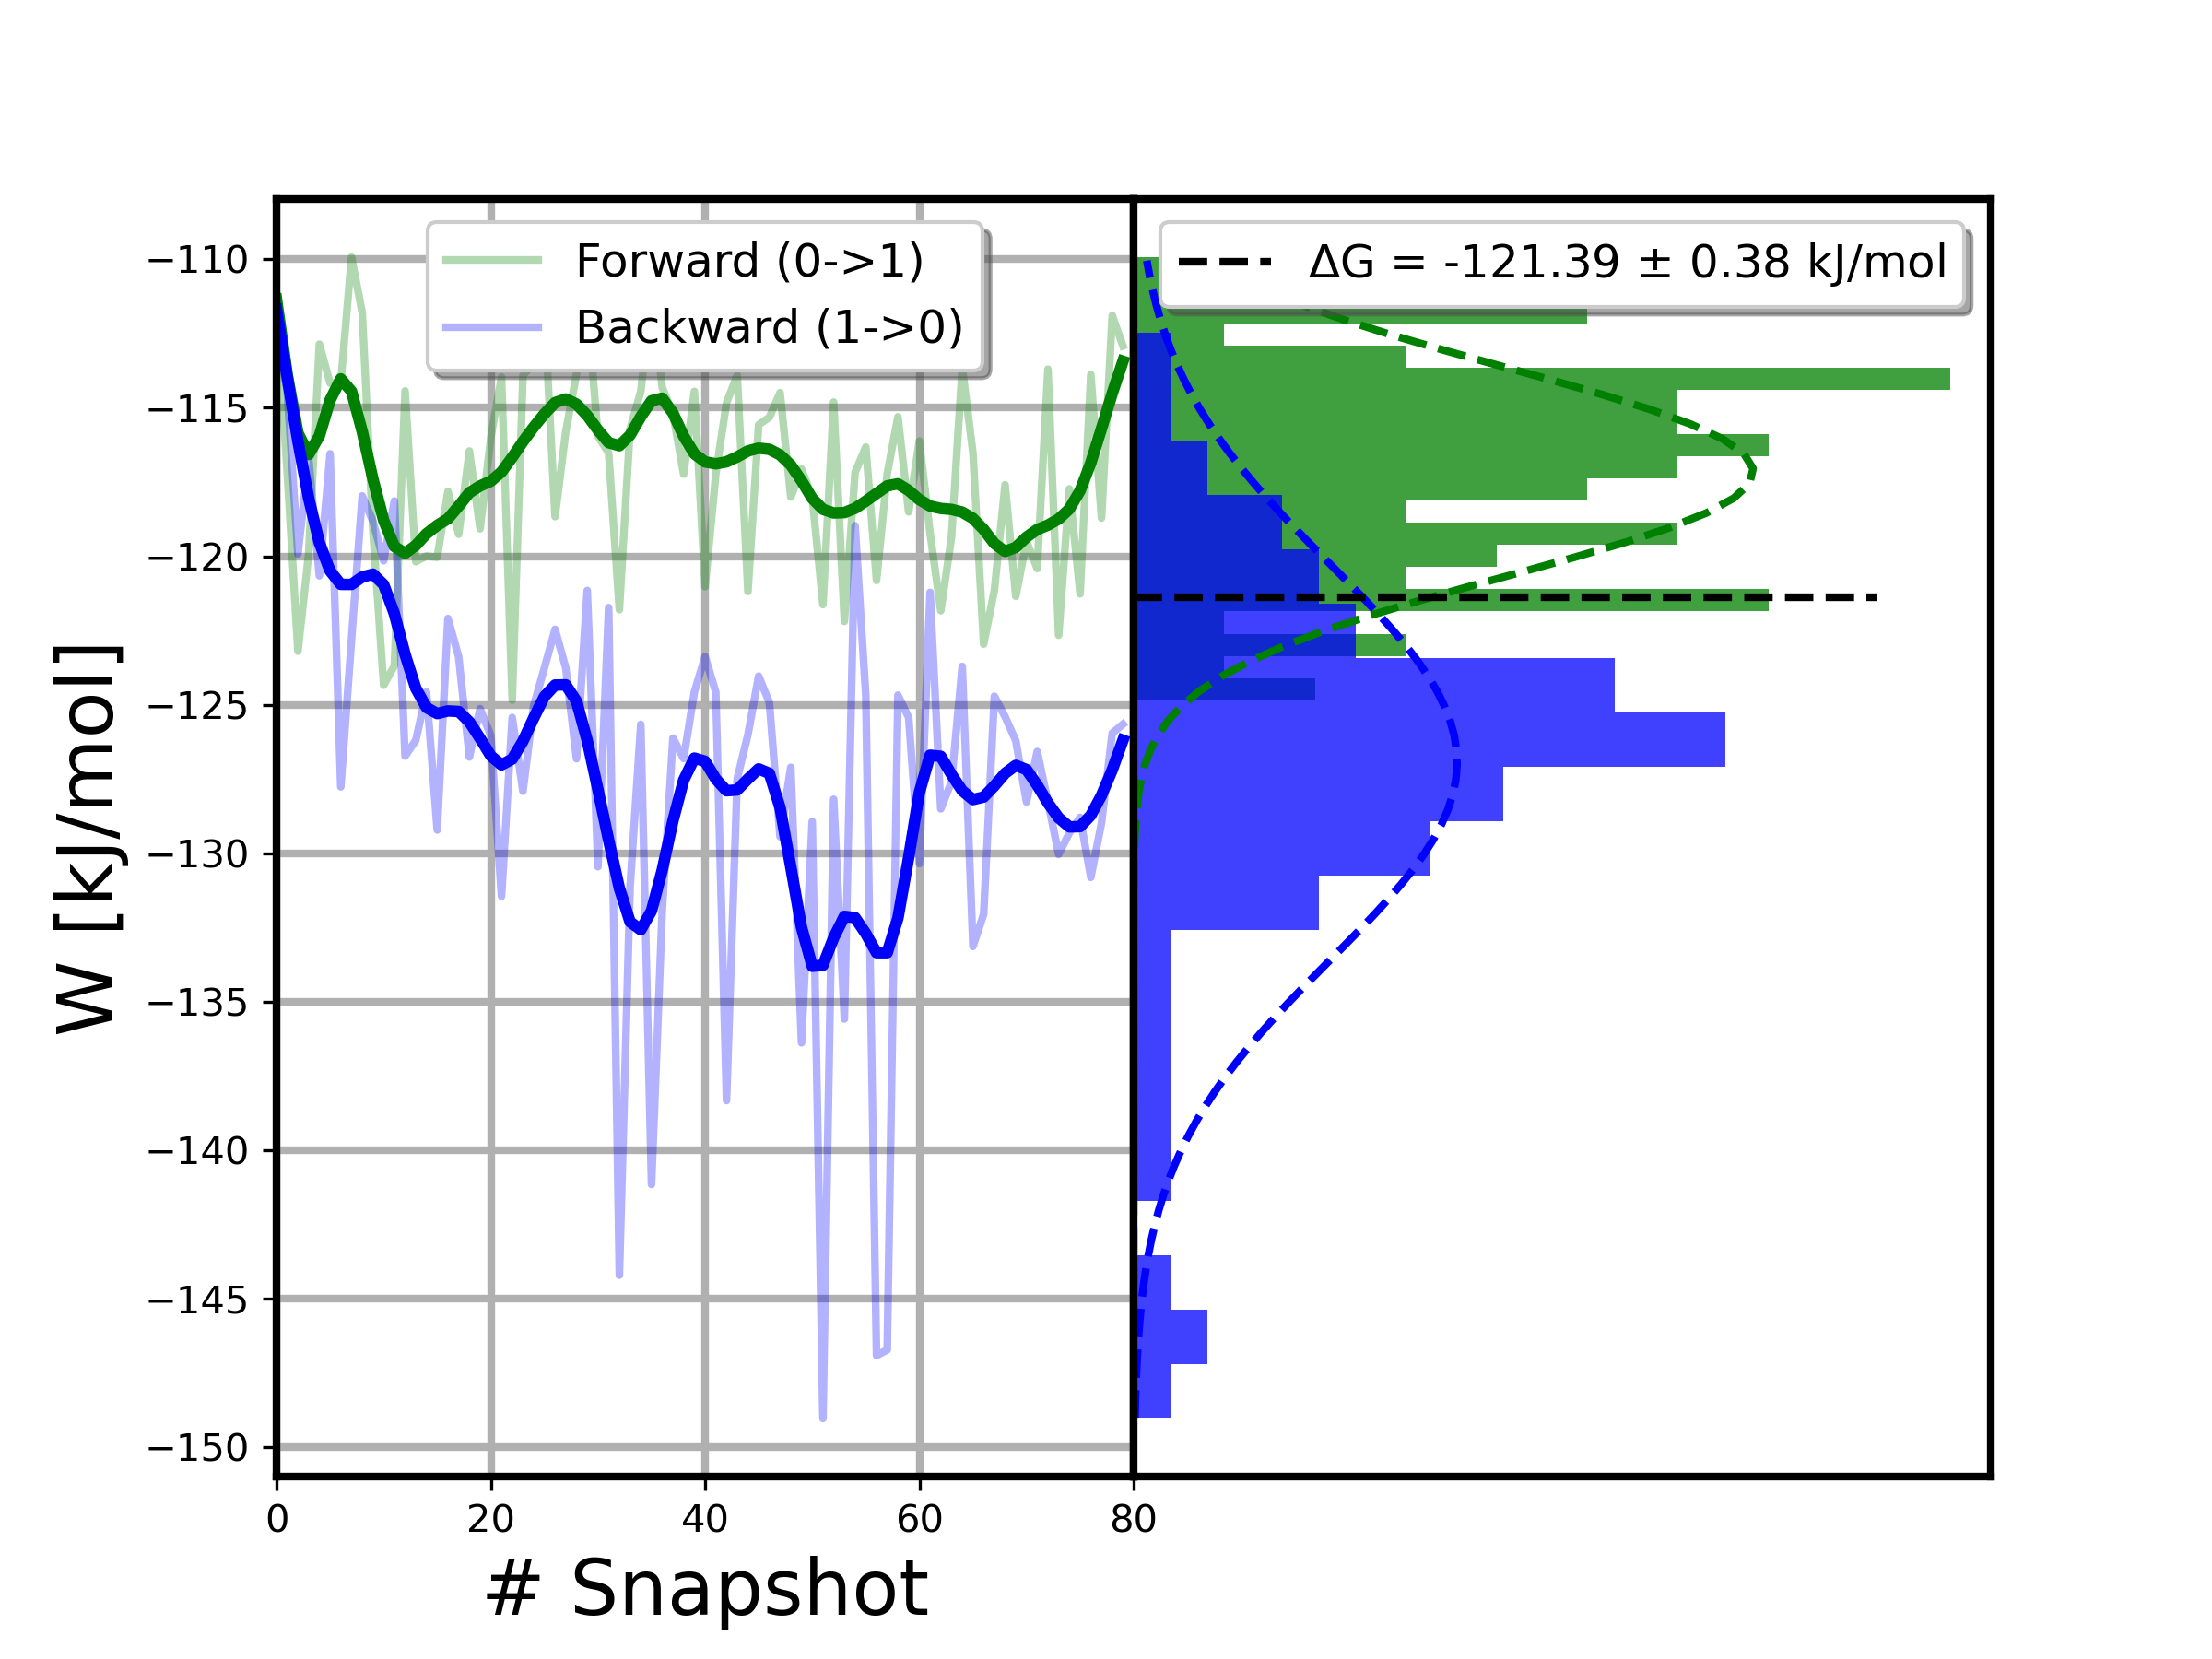 Forward (0->1)
Backward (1->0)
ΔG = -121.39 ± 0.38 kJ/mol
−110
−115
−120
−125
−130
−135
−140
−145
−150
W [kJ/mol]
0 20 40 60 80
# Snapshot